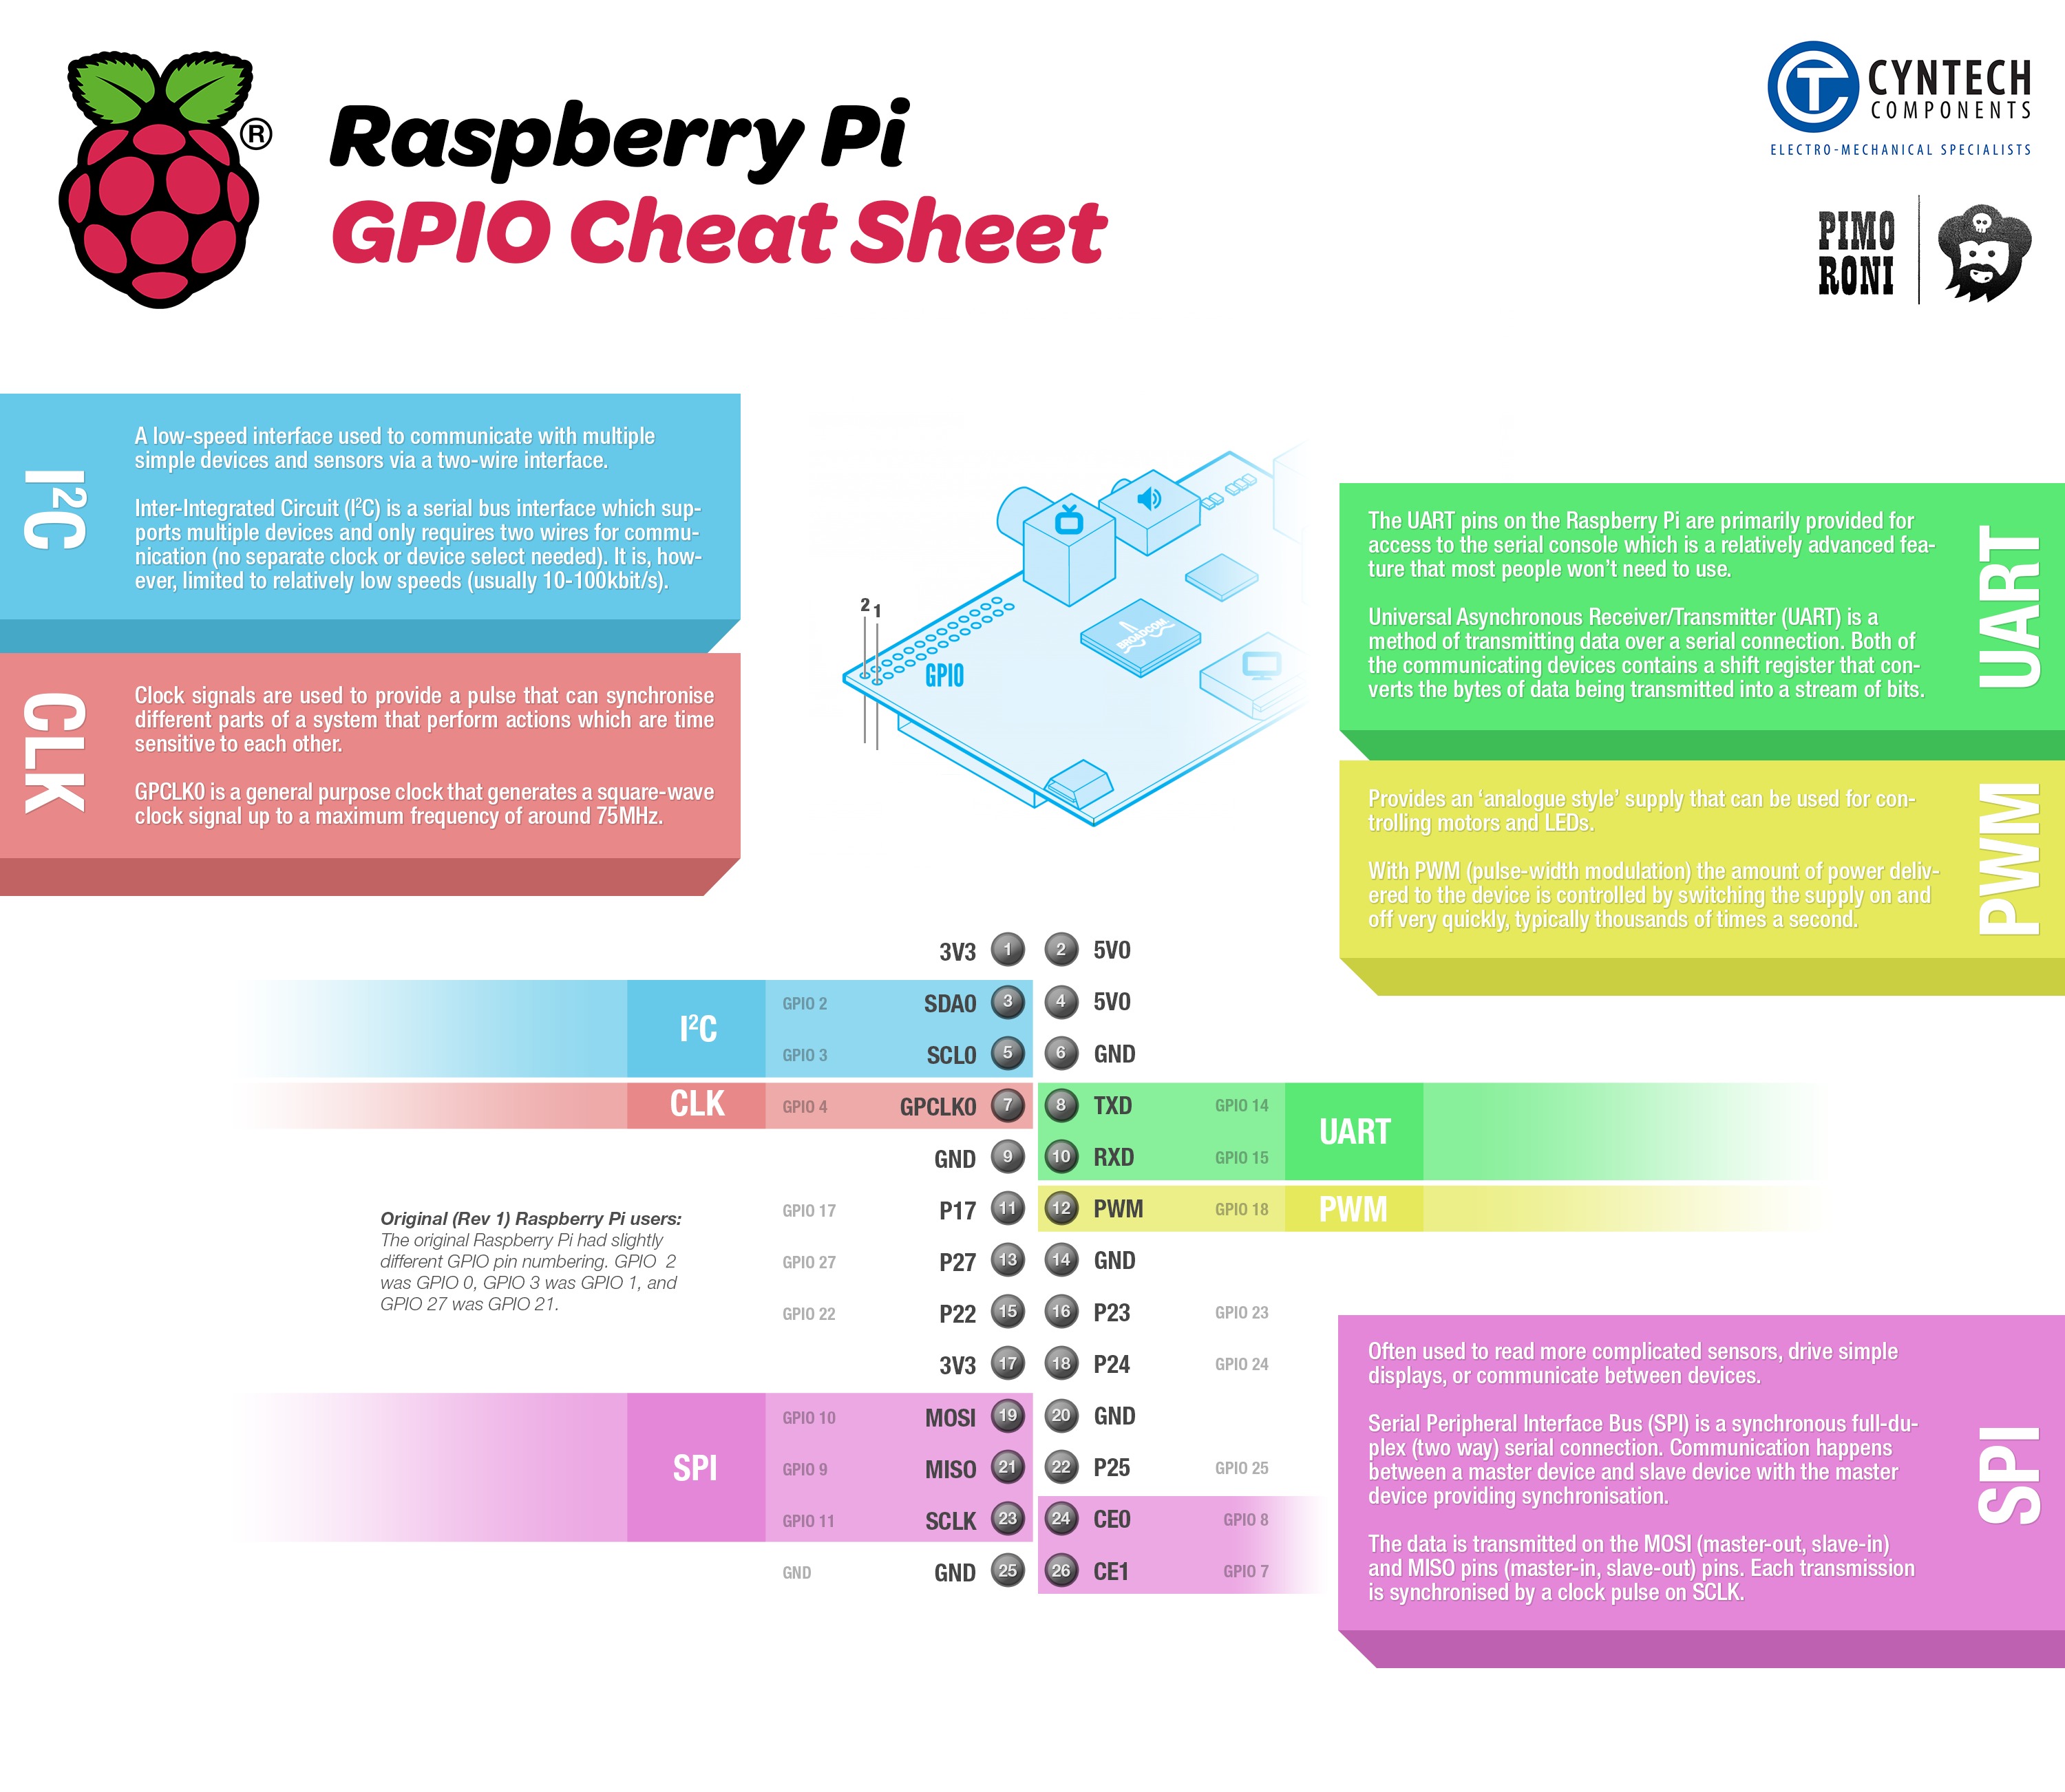 ®
Raspberry Pi
GPIO Cheat Sheet
CYNTECH
COMPONENTS
ELECTRO-MECHANICAL SPECIALISTS
PIMO
RONI
I²C
A low-speed interface used to communicate with multiple
simple devices and sensors via a two-wire interface.
Inter-Integrated Circuit (I²C) is a serial bus interface which sup-
ports multiple devices and only requires two wires for commu-
nication (no separate clock or device select needed). It is, how-
ever, limited to relatively low speeds (usually 10-100kbit/s).
CLK
Clock signals are used to provide a pulse that can synchronise
different parts of a system that perform actions which are time
sensitive to each other.
GPCLK0 is a general purpose clock that generates a square-wave
clock signal up to a maximum frequency of around 75MHz.
2 1
GPIO
BROADCOM
UART
The UART pins on the Raspberry Pi are primarily provided for
access to the serial console which is a relatively advanced fea-
ture that most people won't need to use.
Universal Asynchronous Receiver/Transmitter (UART) is a
method of transmitting data over a serial connection. Both of
the communicating devices contains a shift register that con-
verts the bytes of data being transmitted into a stream of bits.
PWM
Provides an ‘analogue style’ supply that can be used for con-
trolling motors and LEDs.
With PWM (pulse-width modulation) the amount of power deliv-
ered to the device is controlled by switching the supply on and
off very quickly, typically thousands of times a second.
3V3 1 2 5V0
I²C
GPIO 2 SDA0 3 4 5V0
GPIO 3 SCL0 5 6 GND
CLK GPIO 4 GPCLK0 7 8 TXD GPIO 14
UART
GND 9 10 RXD GPIO 15
GPIO 17 P17 11 12 PWM GPIO 18 PWM
GPIO 27 P27 13 14 GND
GPIO 22 P22 15 16 P23 GPIO 23
3V3 17 18 P24 GPIO 24
GPIO 10 MOSI 19 20 GND
SPI GPIO 9 MISO 21 22 P25 GPIO 25
GPIO 11 SCLK 23 24 CE0 GPIO 8
GND GND 25 26 CE1 GPIO 7
Original (Rev 1) Raspberry Pi users:
The original Raspberry Pi had slightly
different GPIO pin numbering. GPIO 2
was GPIO 0, GPIO 3 was GPIO 1, and
GPIO 27 was GPIO 21.
SPI
Often used to read more complicated sensors, drive simple
displays, or communicate between devices.
Serial Peripheral Interface Bus (SPI) is a synchronous full-du-
plex (two way) serial connection. Communication happens
between a master device and slave device with the master
device providing synchronisation.
The data is transmitted on the MOSI (master-out, slave-in)
and MISO pins (master-in, slave-out) pins. Each transmission
is synchronised by a clock pulse on SCLK.